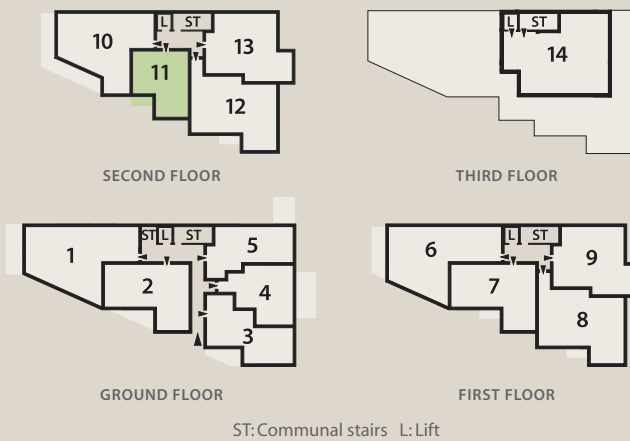 L ST
10
13
11
12
SECOND FLOOR
L ST
14
THIRD FLOOR
ST L ST
1
5
2
4
3
GROUND FLOOR
L ST
6
9
7
8
FIRST FLOOR
ST: Communal stairs L: Lift